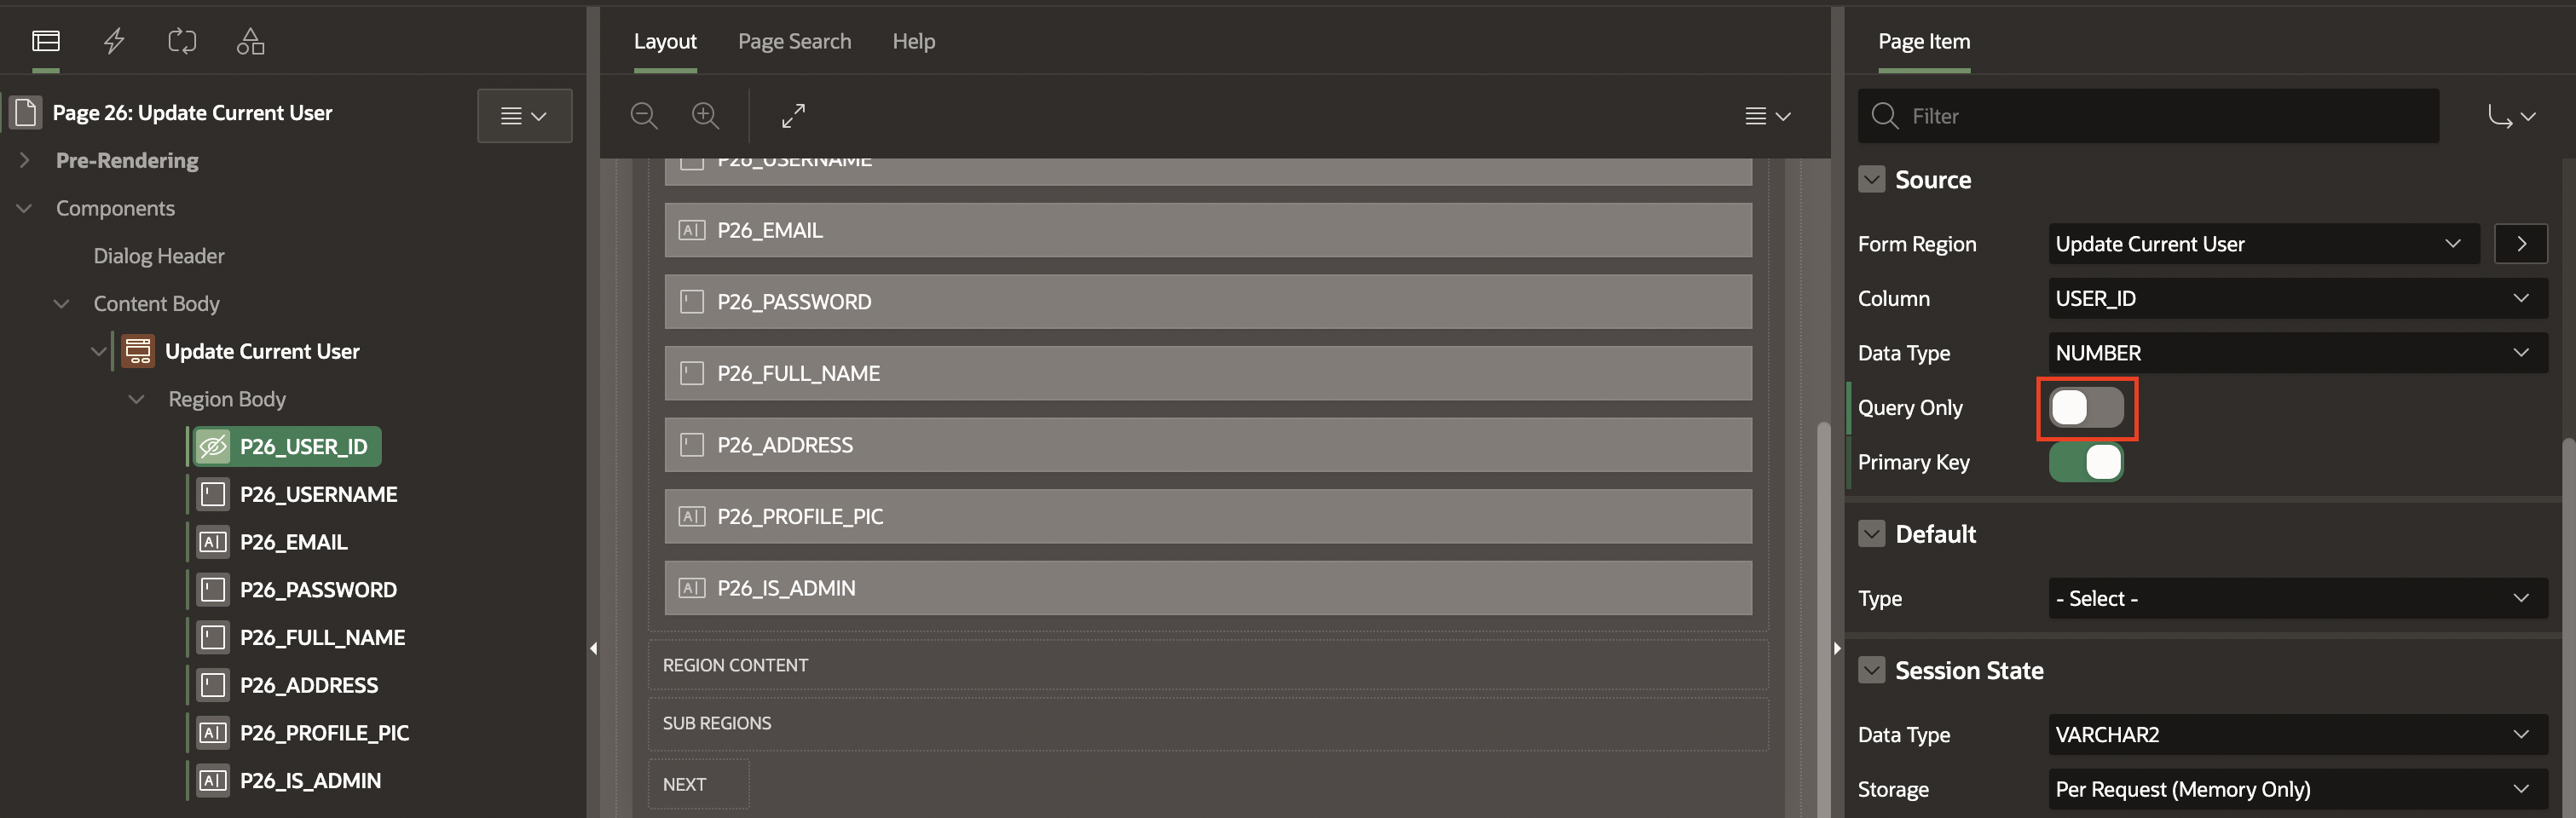 Page 26: Update Current User
Pre-Rendering
Components
Dialog Header
Content Body
Update Current User
Region Body
P26_USER_ID
P26_USERNAME
P26_EMAIL
P26_PASSWORD
P26_FULL_NAME
P26_ADDRESS
P26_PROFILE_PIC
P26_IS_ADMIN
Layout
Page Search
Help
P26_USERNAME
P26_EMAIL
P26_PASSWORD
P26_FULL_NAME
P26_ADDRESS
P26_PROFILE_PIC
P26_IS_ADMIN
REGION CONTENT
SUB REGIONS
NEXT
Page Item
Filter
Source
Form Region Update Current User
Column USER_ID
Data Type NUMBER
Query Only
Primary Key
Default
Type - Select -
Session State
Data Type VARCHAR2
Storage Per Request (Memory Only)